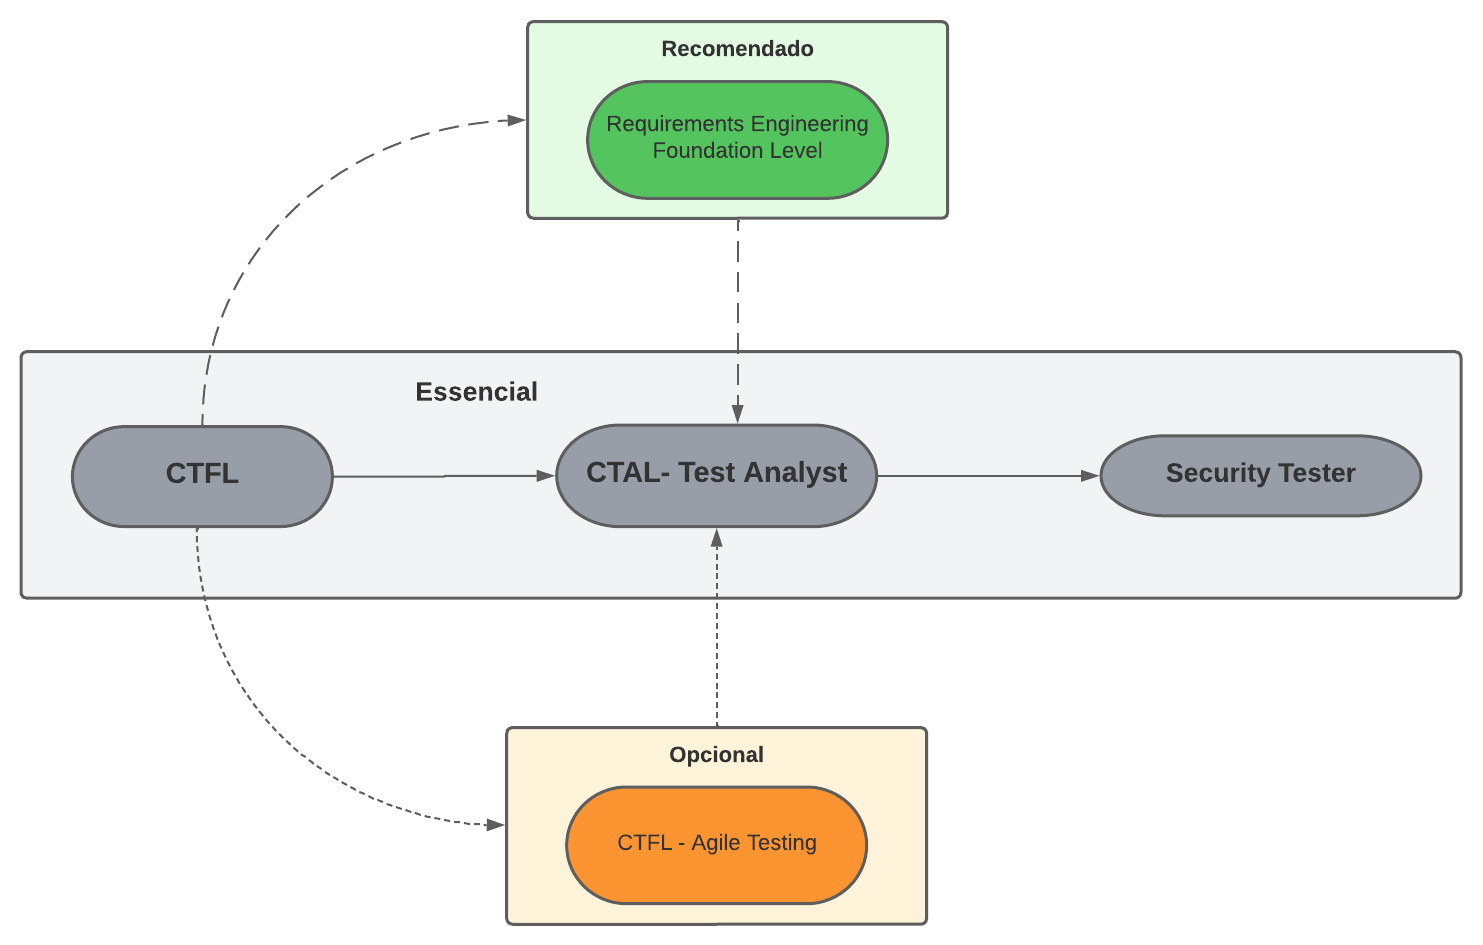 Recomendado
Requirements Engineering
Foundation Level
Essencial
CTFL
CTAL- Test Analyst
Security Tester
Opcional
CTFL - Agile Testing